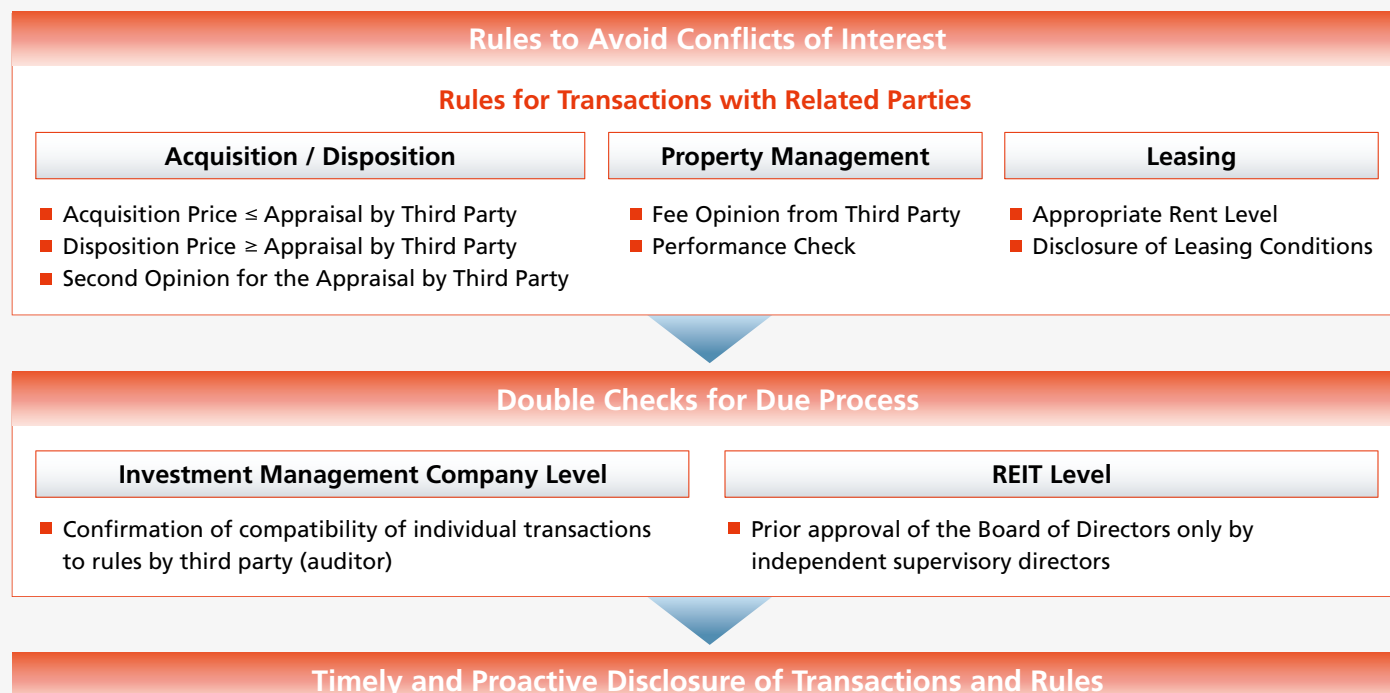 Rules to Avoid Conflicts of Interest
Rules for Transactions with Related Parties
Acquisition / Disposition
Acquisition Price ≤ Appraisal by Third Party
Disposition Price ≥ Appraisal by Third Party
Second Opinion for the Appraisal by Third Party
Property Management
Fee Opinion from Third Party
Performance Check
Leasing
Appropriate Rent Level
Disclosure of Leasing Conditions
Double Checks for Due Process
Investment Management Company Level
Confirmation of compatibility of individual transactions
to rules by third party (auditor)
REIT Level
Prior approval of the Board of Directors only by
independent supervisory directors
Timely and Proactive Disclosure of Transactions and Rules